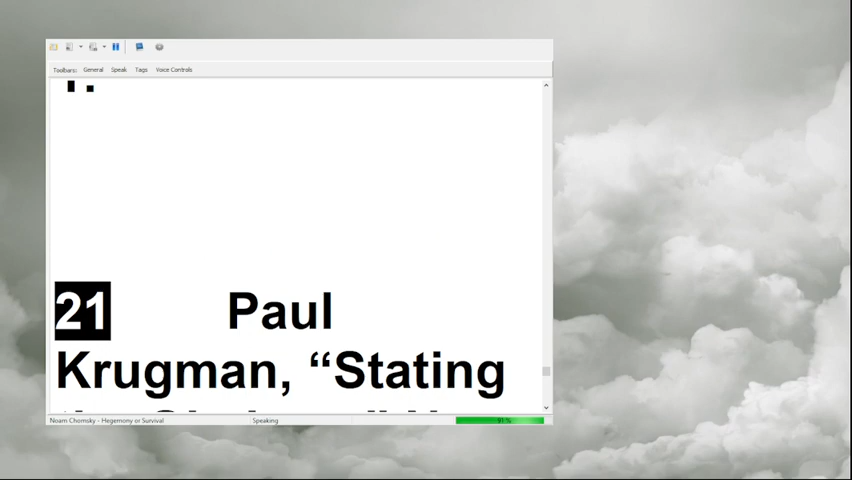 Toolbars: General Speak Tags Voice Controls
21 Paul
Krugman, “Stating
Noam Chomsky - Hegemony or Survival Speaking 91 %